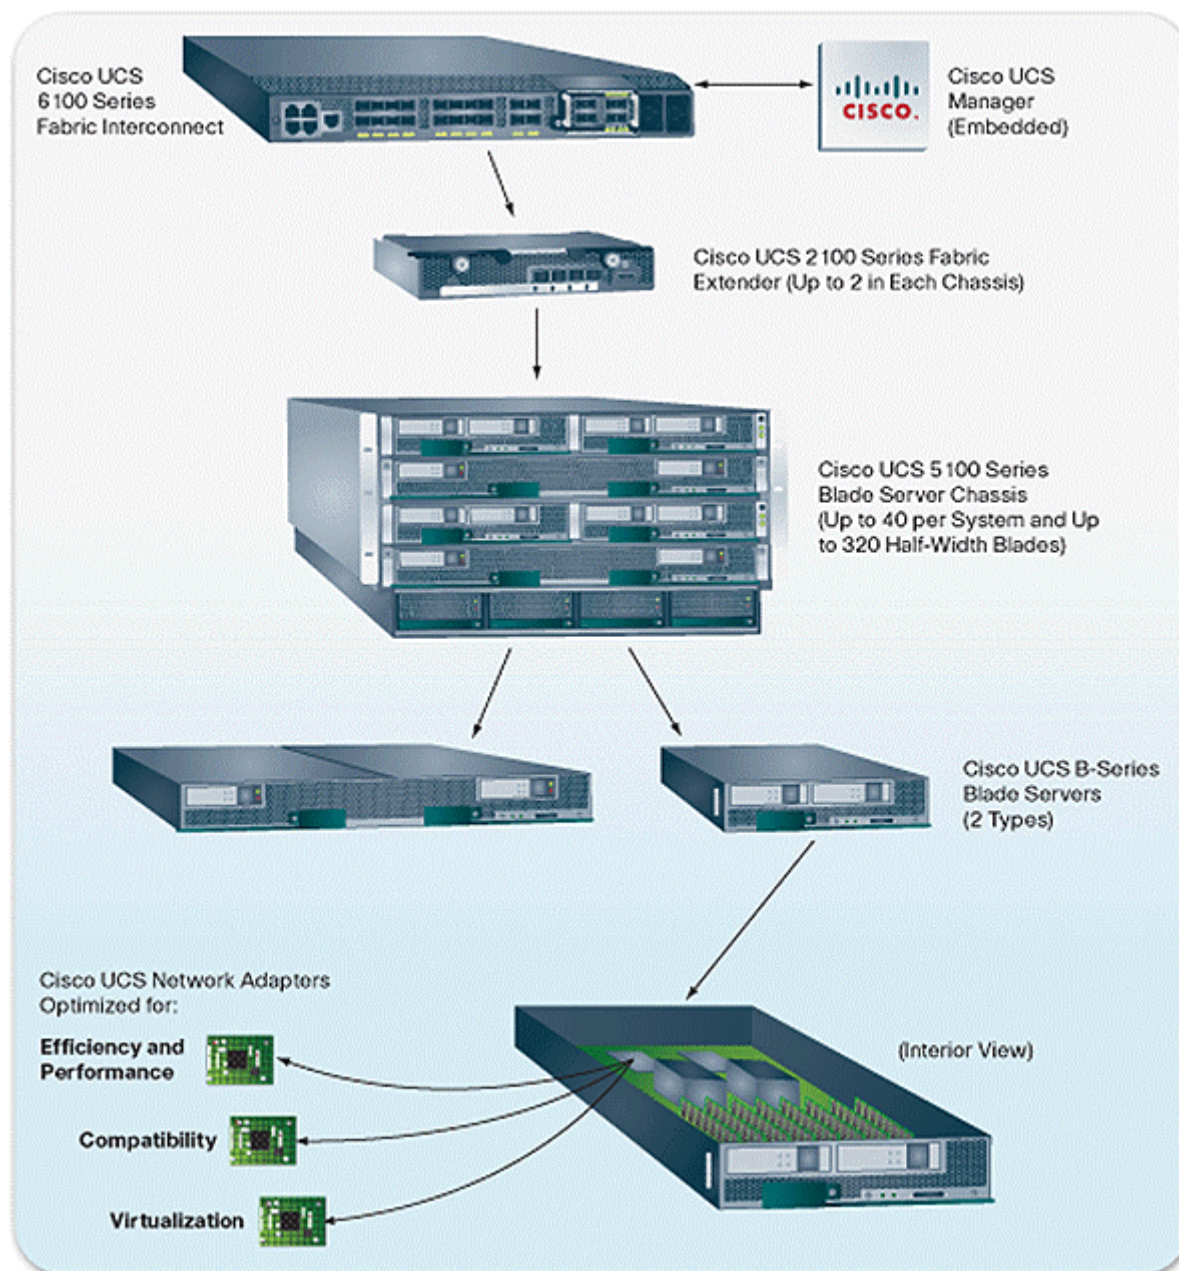 Cisco UCS
6100 Series
Fabric Interconnect
CISCO.
Cisco UCS
Manager
(Embedded)
Cisco UCS 2100 Series Fabric
Extender (Up to 2 in Each Chassis)
Cisco UCS 5100 Series
Blade Server Chassis
(Up to 40 per System and Up
to 320 Half-Width Blades)
Cisco UCS B-Series
Blade Servers
(2 Types)
Cisco UCS Network Adapters
Optimized for:
Efficiency and
Performance
Compatibility
Virtualization
(Interior View)